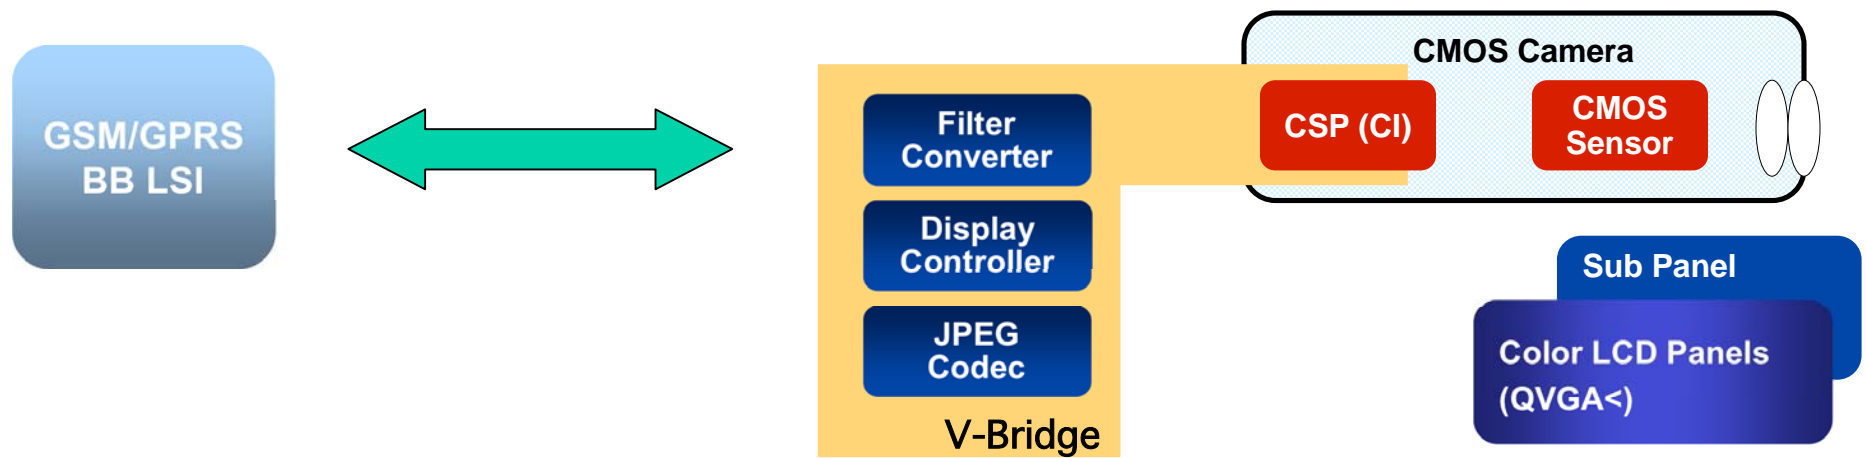 GSM/GPRS
BB LSI
Filter
Converter
Display
Controller
JPEG
Codec
V-Bridge
CMOS Camera
CSP (CI)
CMOS
Sensor
Sub Panel
Color LCD Panels
(QVGA<)